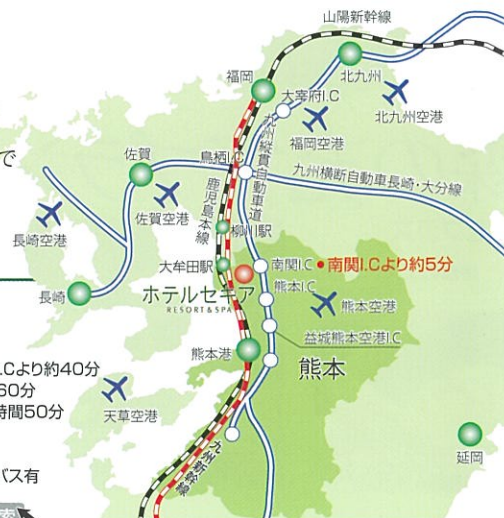 山陽新幹線
福岡
北九州
大宰府I.C
北九州空港
福岡空港
で
佐賀
鳥栖I.C
九州縦貫自動車道
九州横断自動車長崎・大分線
佐賀空港
鹿児島本線
長崎空港
柳川駅
大牟田駅
南関I.C
南関I.Cより約5分
熊本I.C
長崎
ホテルセキア
RESORT&SPA
熊本空港
益城熊本空港I.C
熊本港
熊本
.Cより約40分
60分
時間50分
天草空港
九州新幹線
延岡
バス有
索